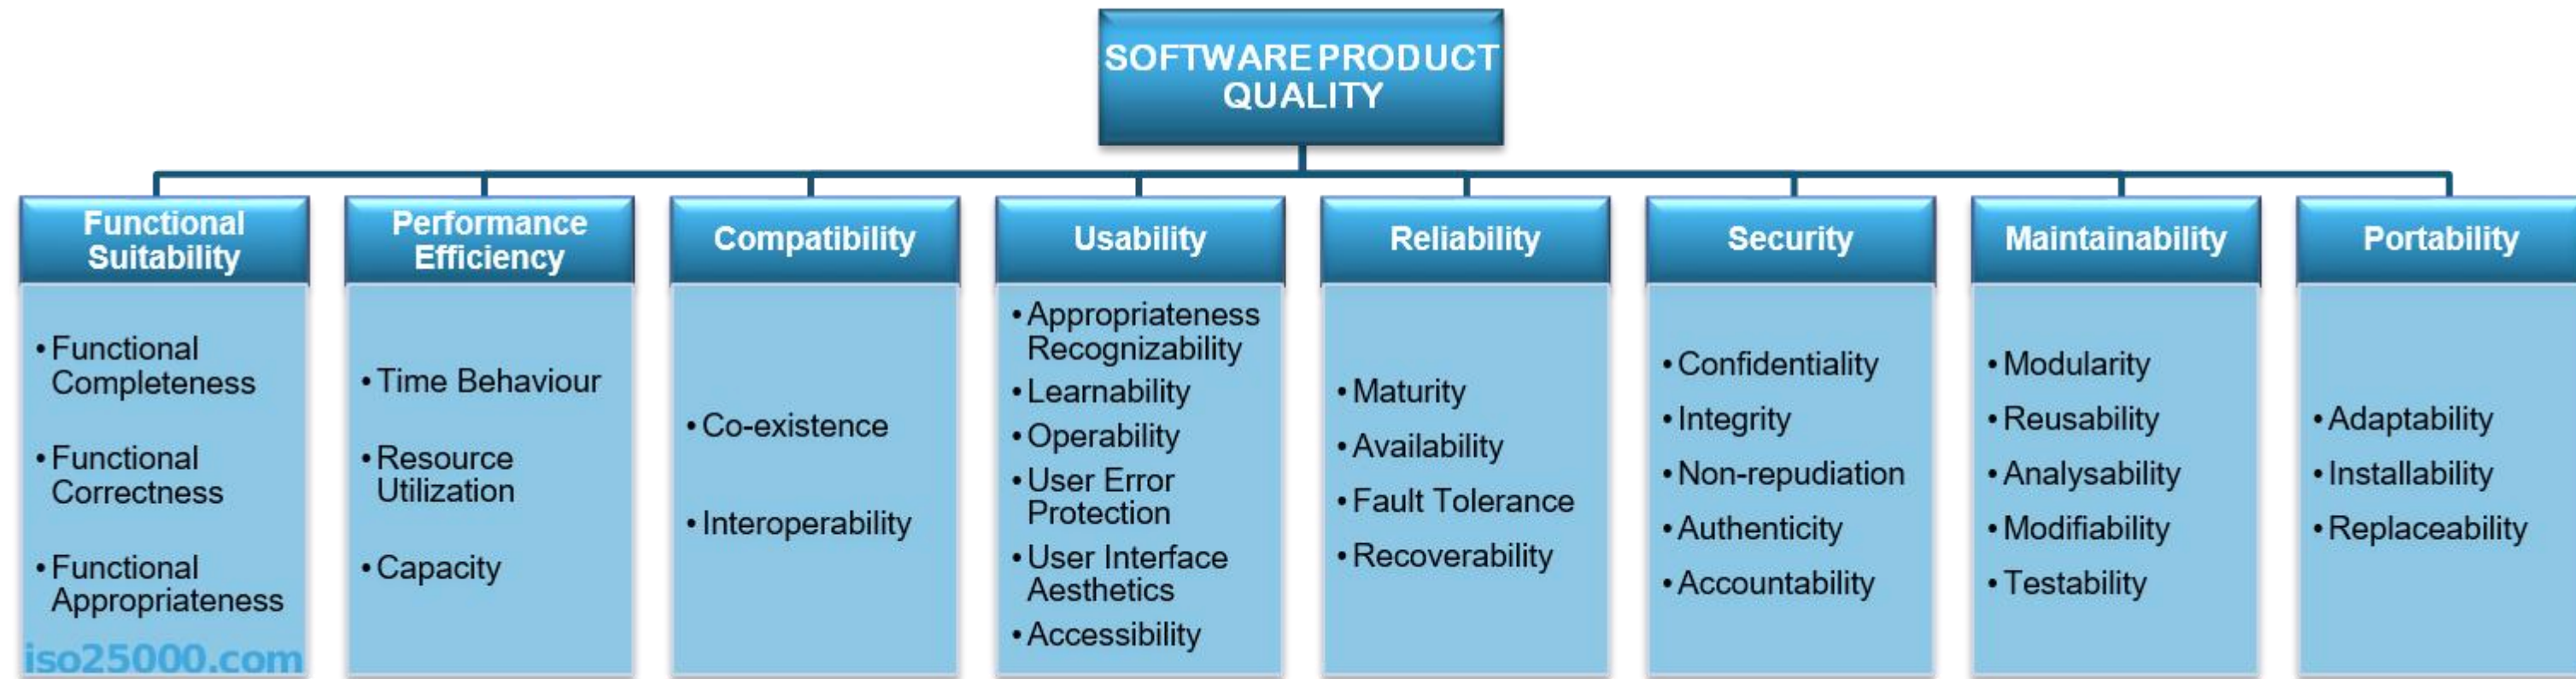 SOFTWARE PRODUCT
QUALITY
Functional
Suitability
• Functional
Completeness
• Functional
Correctness
• Functional
Appropriateness
iso25000.com
Performance
Efficiency
• Time Behaviour
• Resource
Utilization
• Capacity
Compatibility
• Co-existence
• Interoperability
Usability
• Appropriateness
Recognizability
• Learnability
• Operability
• User Error
Protection
• User Interface
Aesthetics
• Accessibility
Reliability
• Maturity
• Availability
• Fault Tolerance
• Recoverability
Security
• Confidentiality
• Integrity
• Non-repudiation
• Authenticity
• Accountability
Maintainability
• Modularity
• Reusability
• Analysability
• Modifiability
• Testability
Portability
• Adaptability
• Installability
• Replaceability